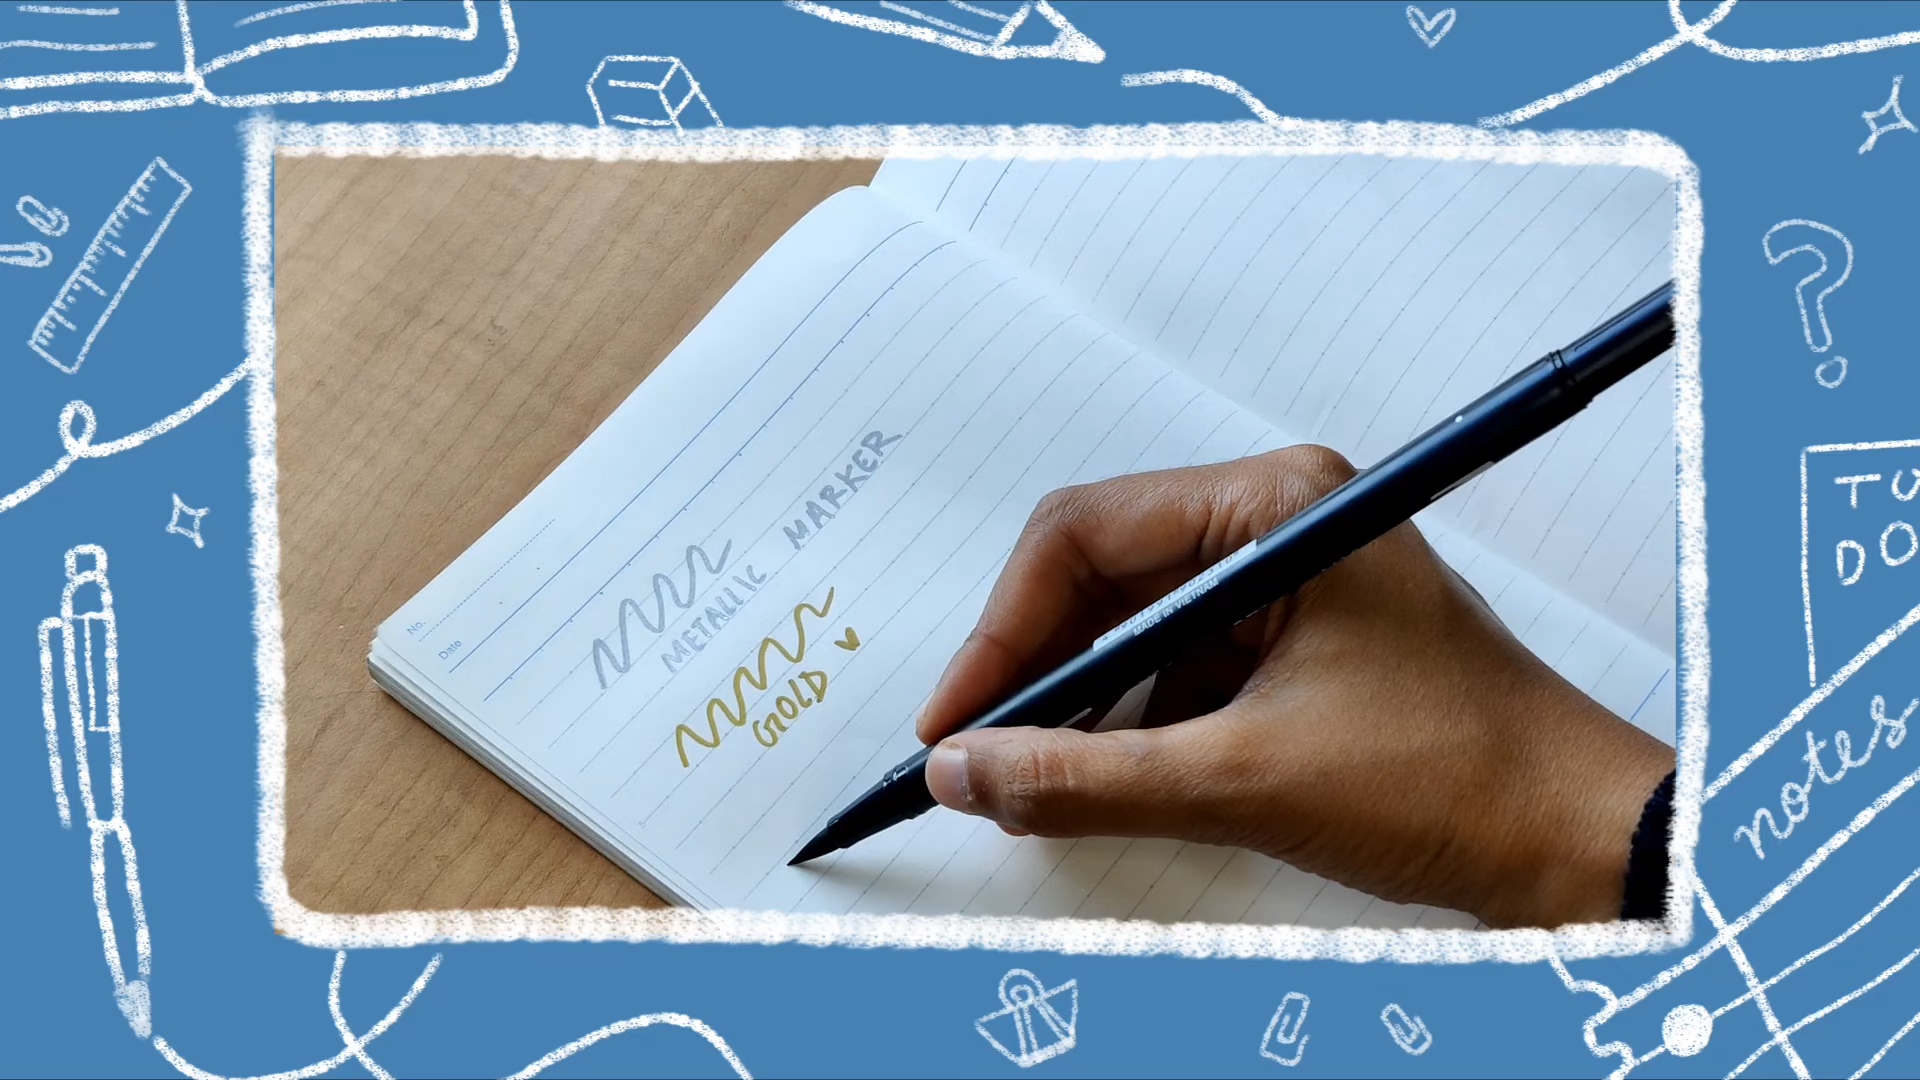 TO
DO
No.
Date
METALLIC MARKER
GOLD
MADE IN VIETNAM
notes